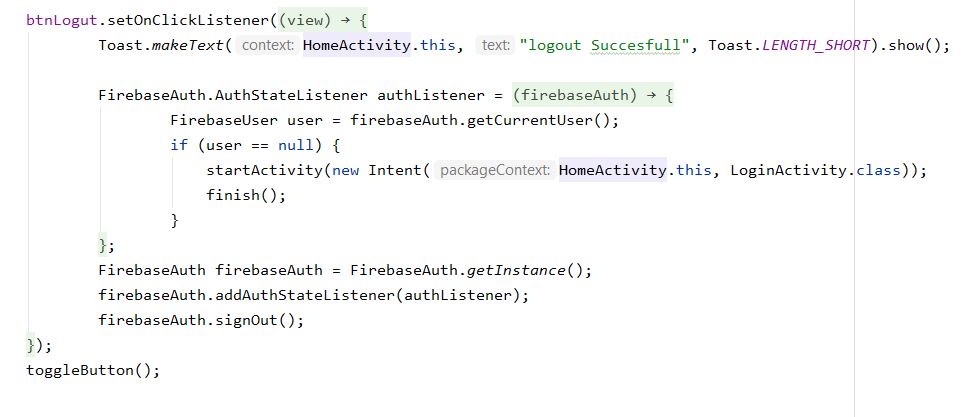 btnLogut.setOnClickListener((view) → {
Toast.makeText( context: HomeActivity.this, text: "logout Succesfull", Toast.LENGTH_SHORT).show();
FirebaseAuth.AuthStateListener authListener = (firebaseAuth) → {
FirebaseUser user = firebaseAuth.getCurrentUser();
if (user == null) {
startActivity(new Intent( packageContext: HomeActivity.this, LoginActivity.class));
finish();
}
};
FirebaseAuth firebaseAuth = FirebaseAuth.getInstance();
firebaseAuth.addAuthStateListener(authListener);
firebaseAuth.signOut();
});
toggleButton();